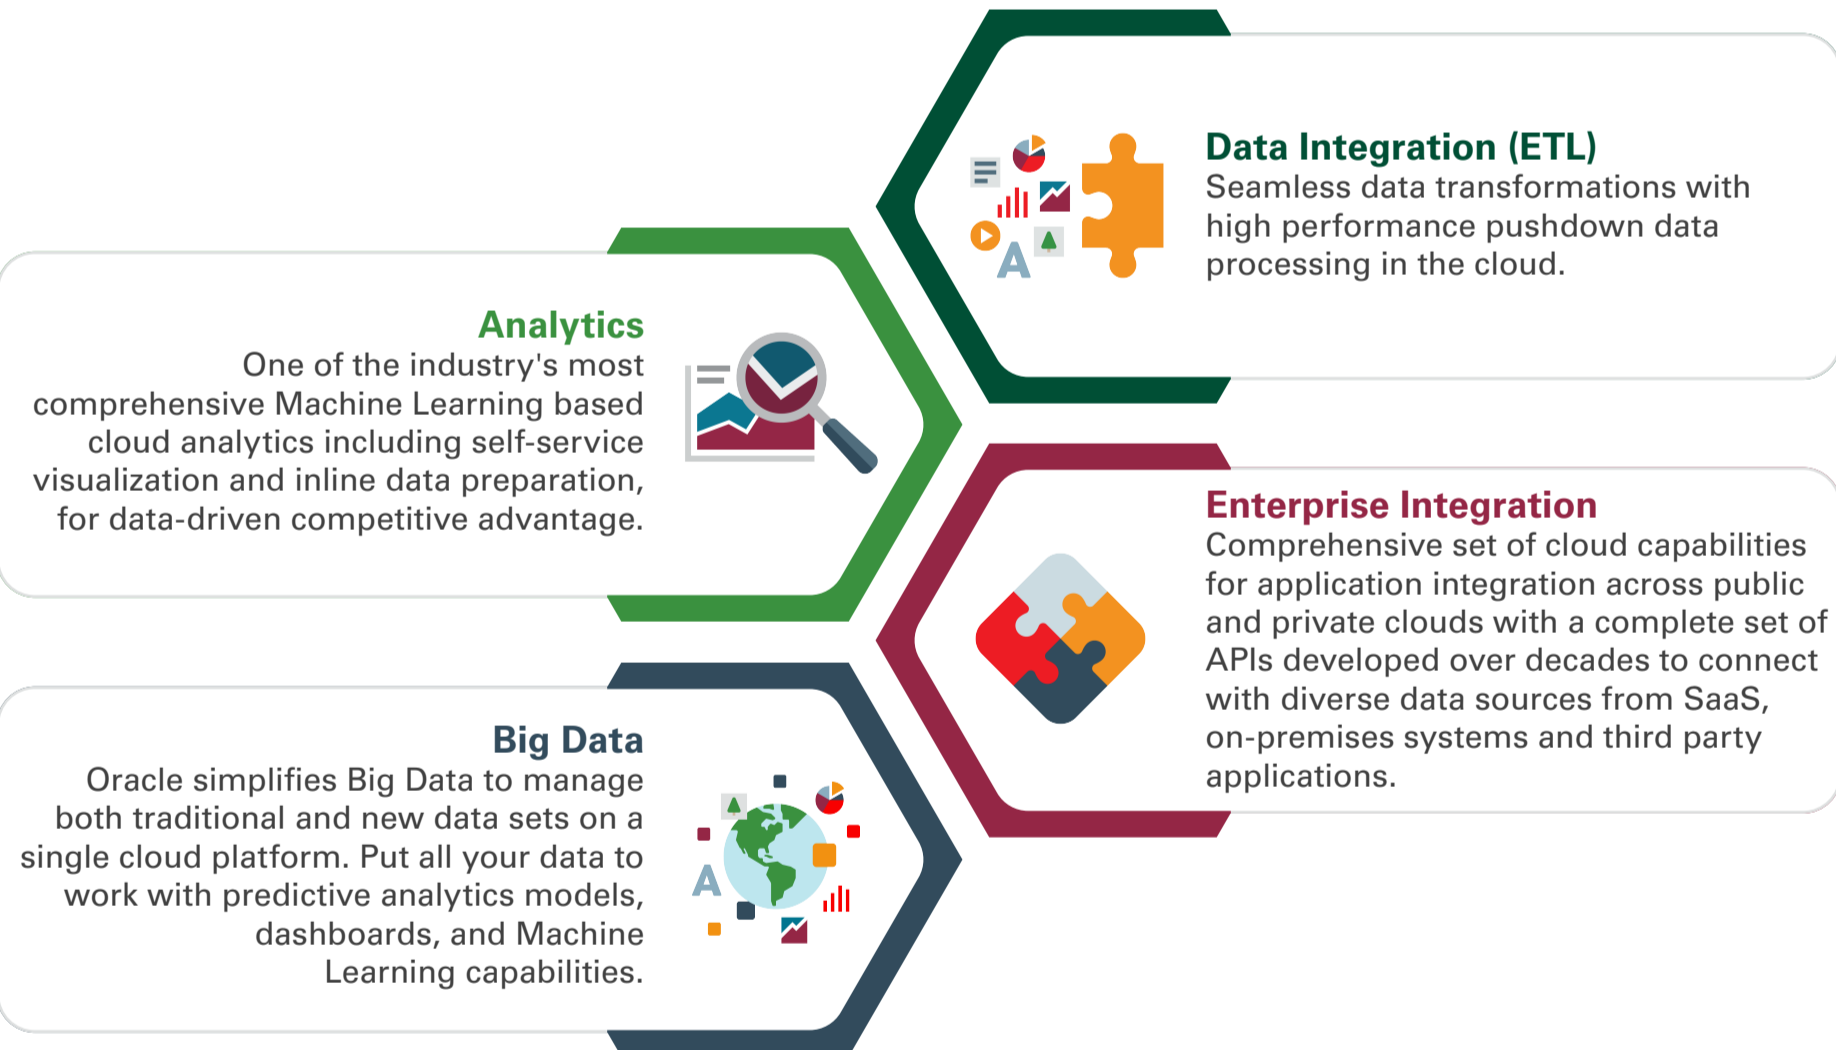 Data Integration (ETL)
Seamless data transformations with
high performance pushdown data
processing in the cloud.
Analytics
One of the industry's most
comprehensive Machine Learning based
cloud analytics including self-service
visualization and inline data preparation,
for data-driven competitive advantage.
Enterprise Integration
Comprehensive set of cloud capabilities
for application integration across public
and private clouds with a complete set of
APIs developed over decades to connect
with diverse data sources from SaaS,
on-premises systems and third party
applications.
Big Data
Oracle simplifies Big Data to manage
both traditional and new data sets on a
single cloud platform. Put all your data to
work with predictive analytics models,
dashboards, and Machine
Learning capabilities.
A
A